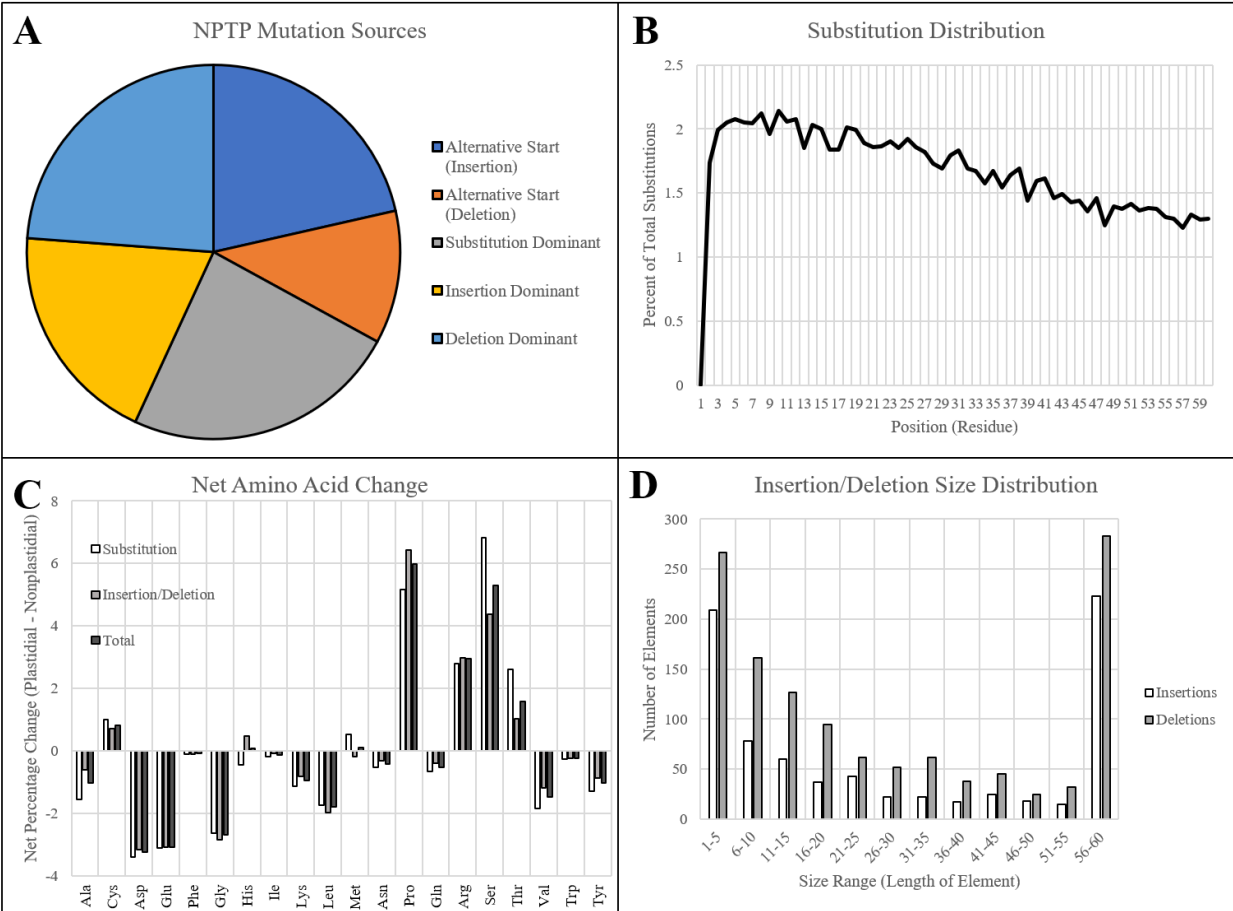 A
NPTP Mutation Sources
Alternative Start
(Insertion)
Alternative Start
(Deletion)
Substitution Dominant
Insertion Dominant
Deletion Dominant
B
Substitution Distribution
Percent of Total Substitutions
2.5
2
1.5
1
0.5
0
1 3 5 7 9 11 13 15 17 19 21 23 25 27 29 31 33 35 37 39 41 43 45 47 49 51 53 55 57 59
Position (Residue)
C
Net Amino Acid Change
Net Percentage Change (Plastidial - Nonplastidial)
8
6
4
2
0
-2
-4
Substitution
Insertion/Deletion
Total
Ala Cys Asp Glu Phe Gly His Ile Lys Leu Met Asn Pro Gln Arg Ser Thr Val Trp Tyr
D
Insertion/Deletion Size Distribution
Number of Elements
300
250
200
150
100
50
0
1-5 6-10 11-15 16-20 21-25 26-30 31-35 36-40 41-45 46-50 51-55 56-60
Size Range (Length of Element)
Insertions
Deletions